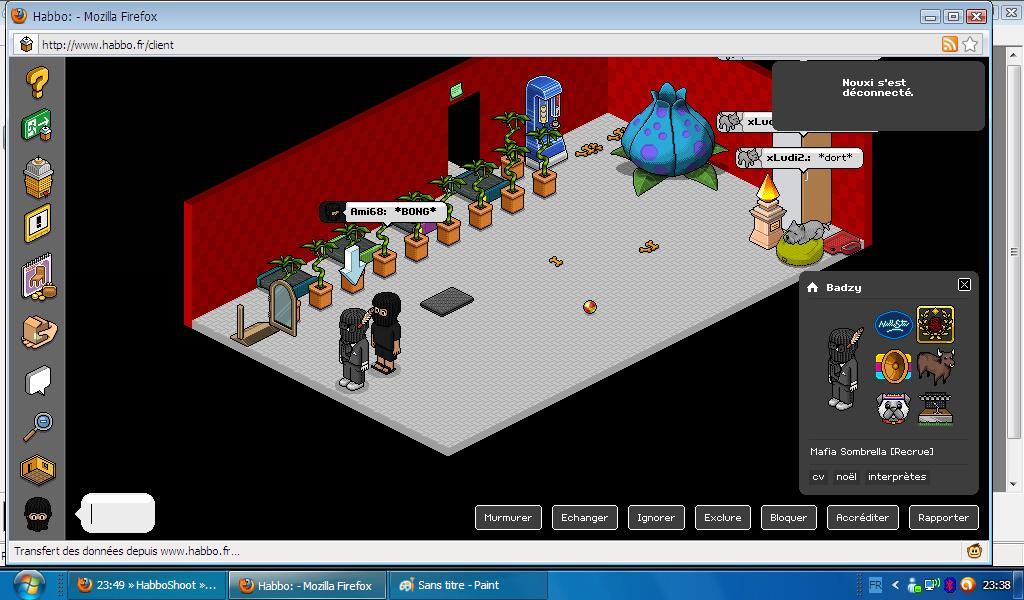 Habbo: - Mozilla Firefox
http://www.habbo.fr/client
Nouxi s'est
déconnecté.
xLud
xLudi2.: *dort*
Ami68: *BONG*
Badzy
Mafia Sombrella [Recrue]
cv noël interprètes
Murmurer Echanger Ignorer Exclure Bloquer Accréditer Rapporter
Transfert des données depuis www.habbo.fr...
23:49 » HabboShoot »... Habbo: - Mozilla Firefox Sans titre - Paint FR 23:38